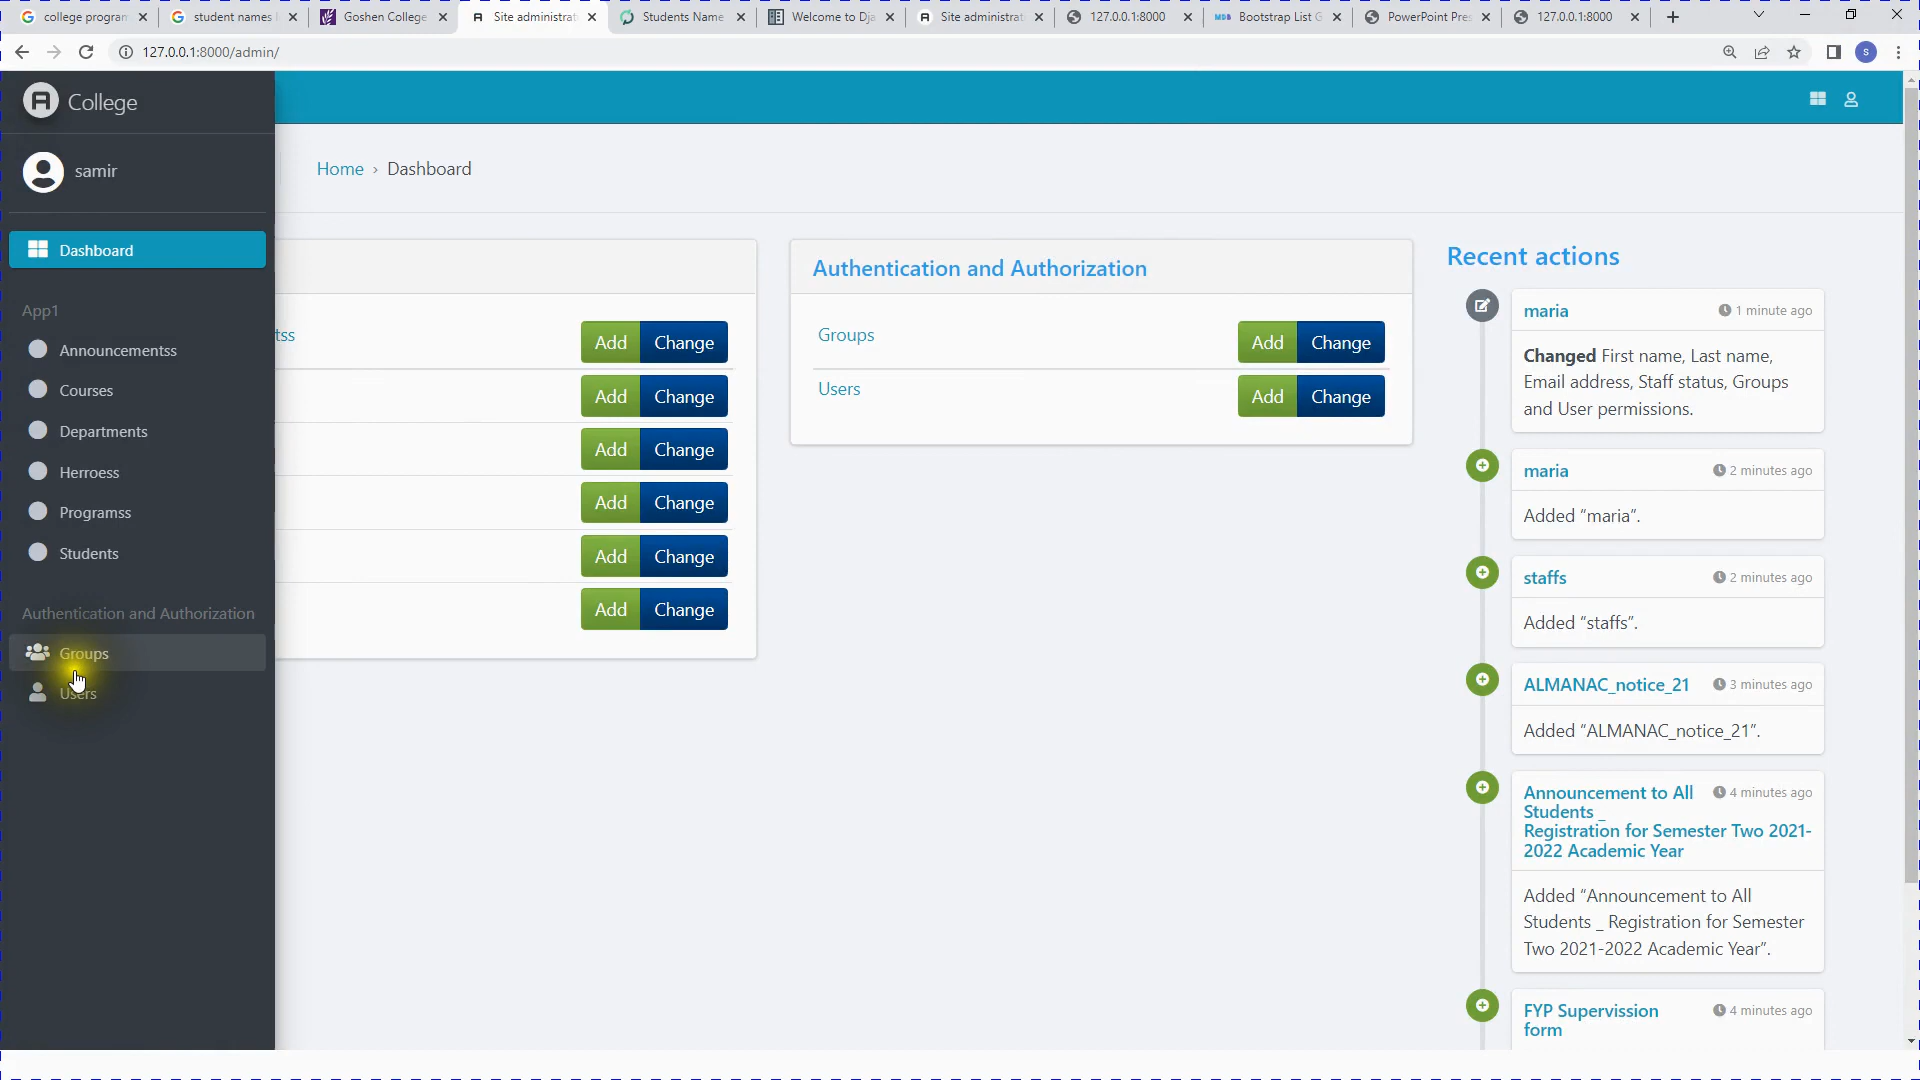 college program
student names
Goshen College
Site administrat
Students Name
Welcome to Dja
Site administrat
127.0.0.1:8000
Bootstrap List G
PowerPoint Pres
127.0.0.1:8000
127.0.0.1:8000/admin/
S
College
samir
Home › Dashboard
Dashboard
App1
Announcementss
Courses
Departments
Herroess
Programss
Students
Authentication and Authorization
Groups
Users
tss
Add Change
Add Change
Add Change
Add Change
Add Change
Add Change
Authentication and Authorization
Groups Add Change
Users Add Change
Recent actions
maria 1 minute ago
Changed First name, Last name,
Email address, Staff status, Groups
and User permissions.
maria 2 minutes ago
Added “maria”.
staffs 2 minutes ago
Added “staffs”.
ALMANAC_notice_21 3 minutes ago
Added “ALMANAC_notice_21”.
Announcement to All 4 minutes ago
Students _
Registration for Semester Two 2021-
2022 Academic Year
Added “Announcement to All
Students _ Registration for Semester
Two 2021-2022 Academic Year”.
FYP Supervission 4 minutes ago
form